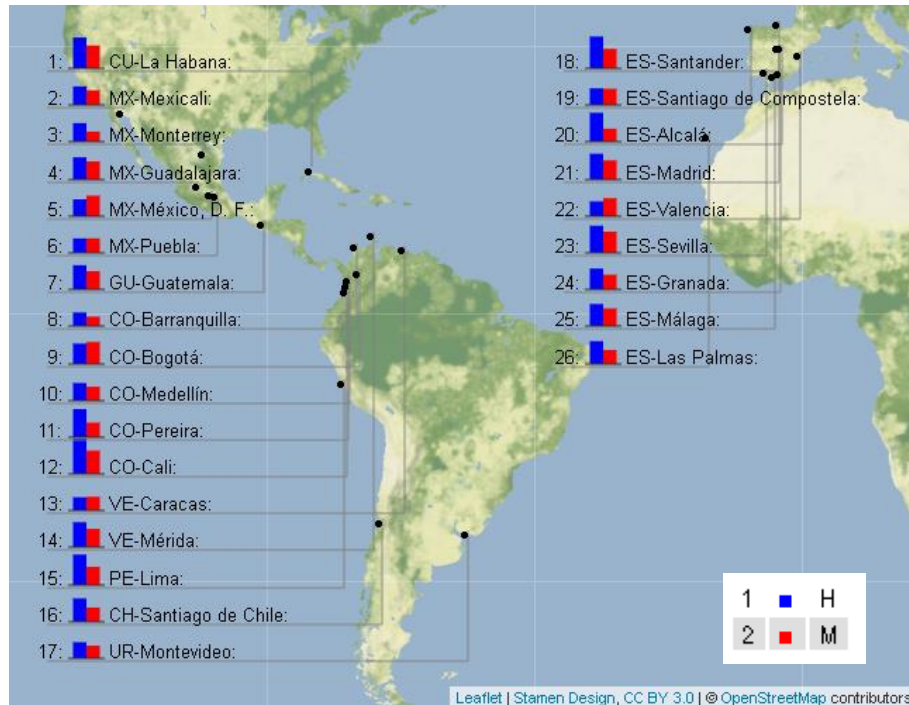 1: CU-La Habana:
2: MX-Mexicali:
3: MX-Monterrey:
4: MX-Guadalajara:
5: MX-México, D. F.:
6: MX-Puebla:
7: GU-Guatemala:
8: CO-Barranquilla:
9: CO-Bogotá:
10: CO-Medellín:
11: CO-Pereira:
12: CO-Cali:
13: VE-Caracas:
14: VE-Mérida:
15: PE-Lima:
16: CH-Santiago de Chile:
17: UR-Montevideo:
18: ES-Santander:
19: ES-Santiago de Compostela:
20: ES-Alcalá:
21: ES-Madrid:
22: ES-Valencia:
23: ES-Sevilla:
24: ES-Granada:
25: ES-Málaga:
26: ES-Las Palmas:
1 H
2 M
Leaflet | Stamen Design, CC BY 3.0 | © OpenStreetMap contributors